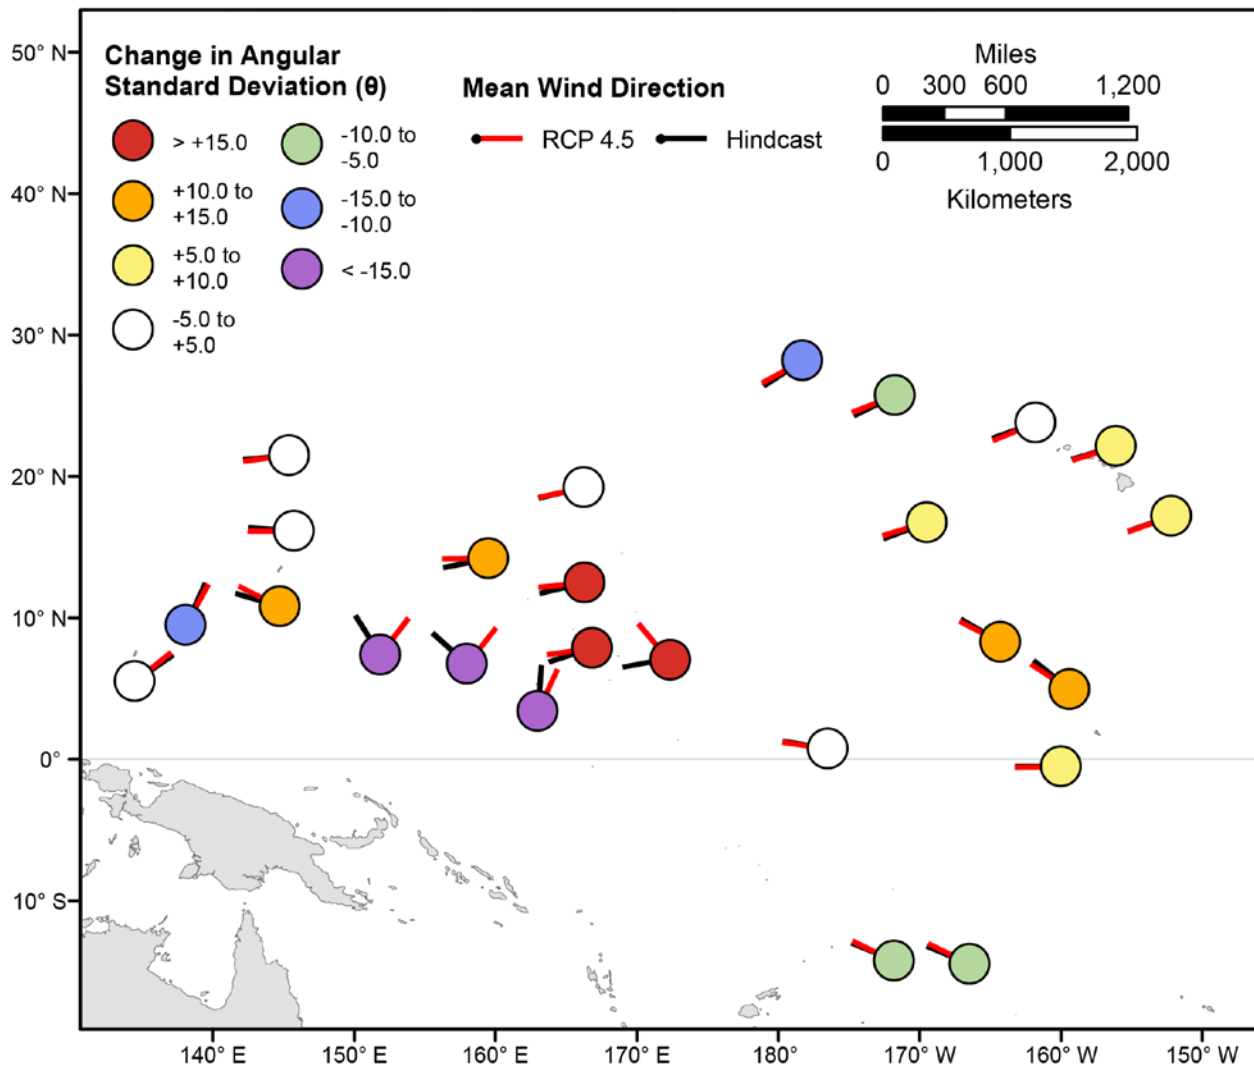 Change in Angular
Standard Deviation (θ)
> +15.0
+10.0 to
+15.0
+5.0 to
+10.0
-5.0 to
+5.0
-10.0 to
-5.0
-15.0 to
-10.0
< -15.0
Mean Wind Direction
RCP 4.5
Hindcast
Miles
0 300 600 1,200
0 1,000 2,000
Kilometers
50° N
40° N
30° N
20° N
10° N
0°
10° S
140° E 150° E 160° E 170° E 180° 170° W 160° W 150° W